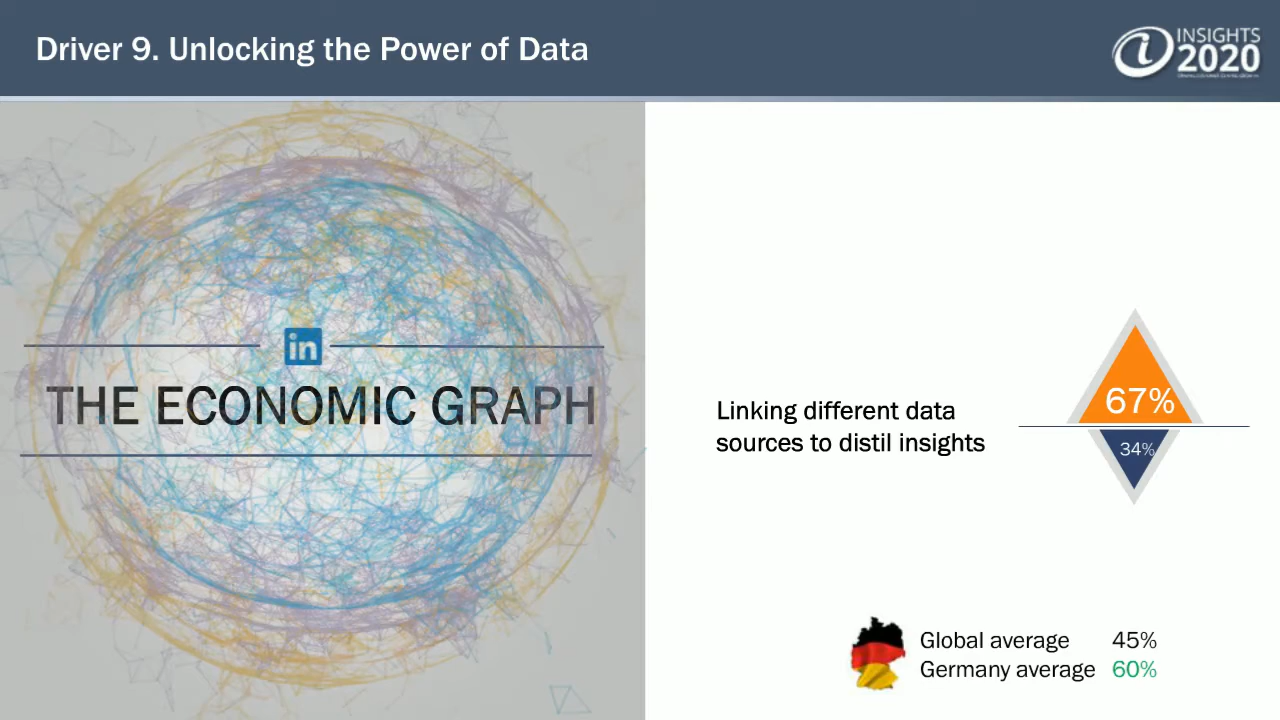 Driver 9. Unlocking the Power of Data
INSIGHTS
2020
in
THE ECONOMIC GRAPH
Linking different data
sources to distil insights
67%
34%
Global average 45%
Germany average 60%